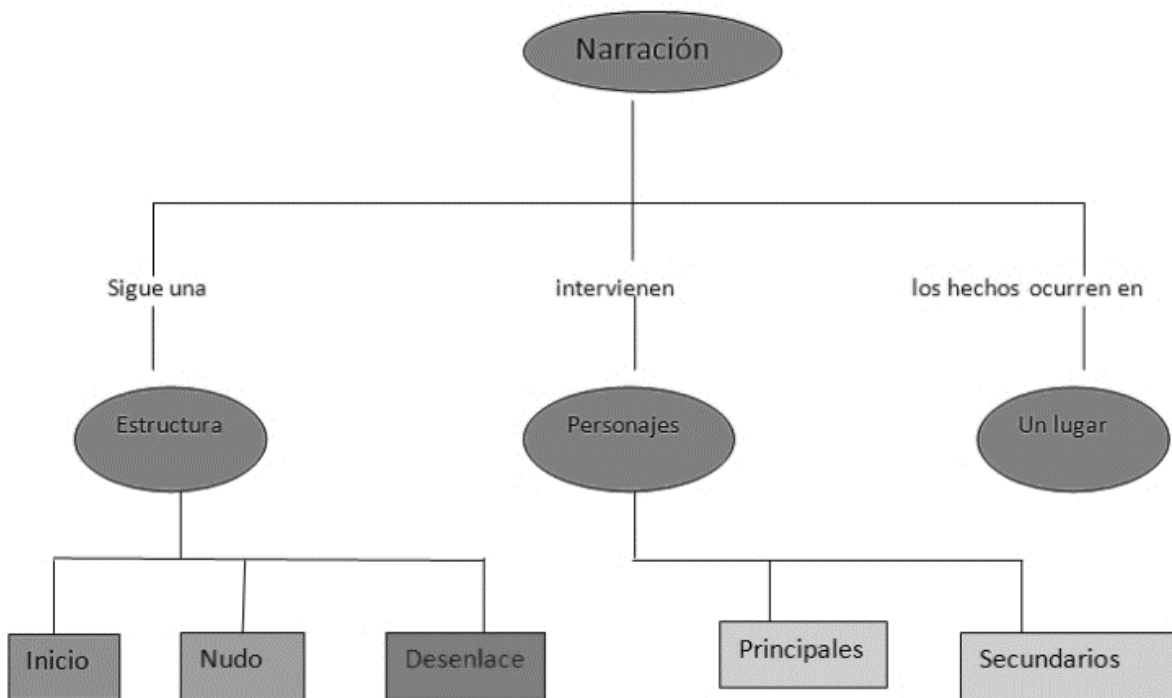 Narración
Sigue una
intervienen
los hechos ocurren en
Estructura
Personajes
Un lugar
Inicio
Nudo
Desenlace
Principales
Secundarios